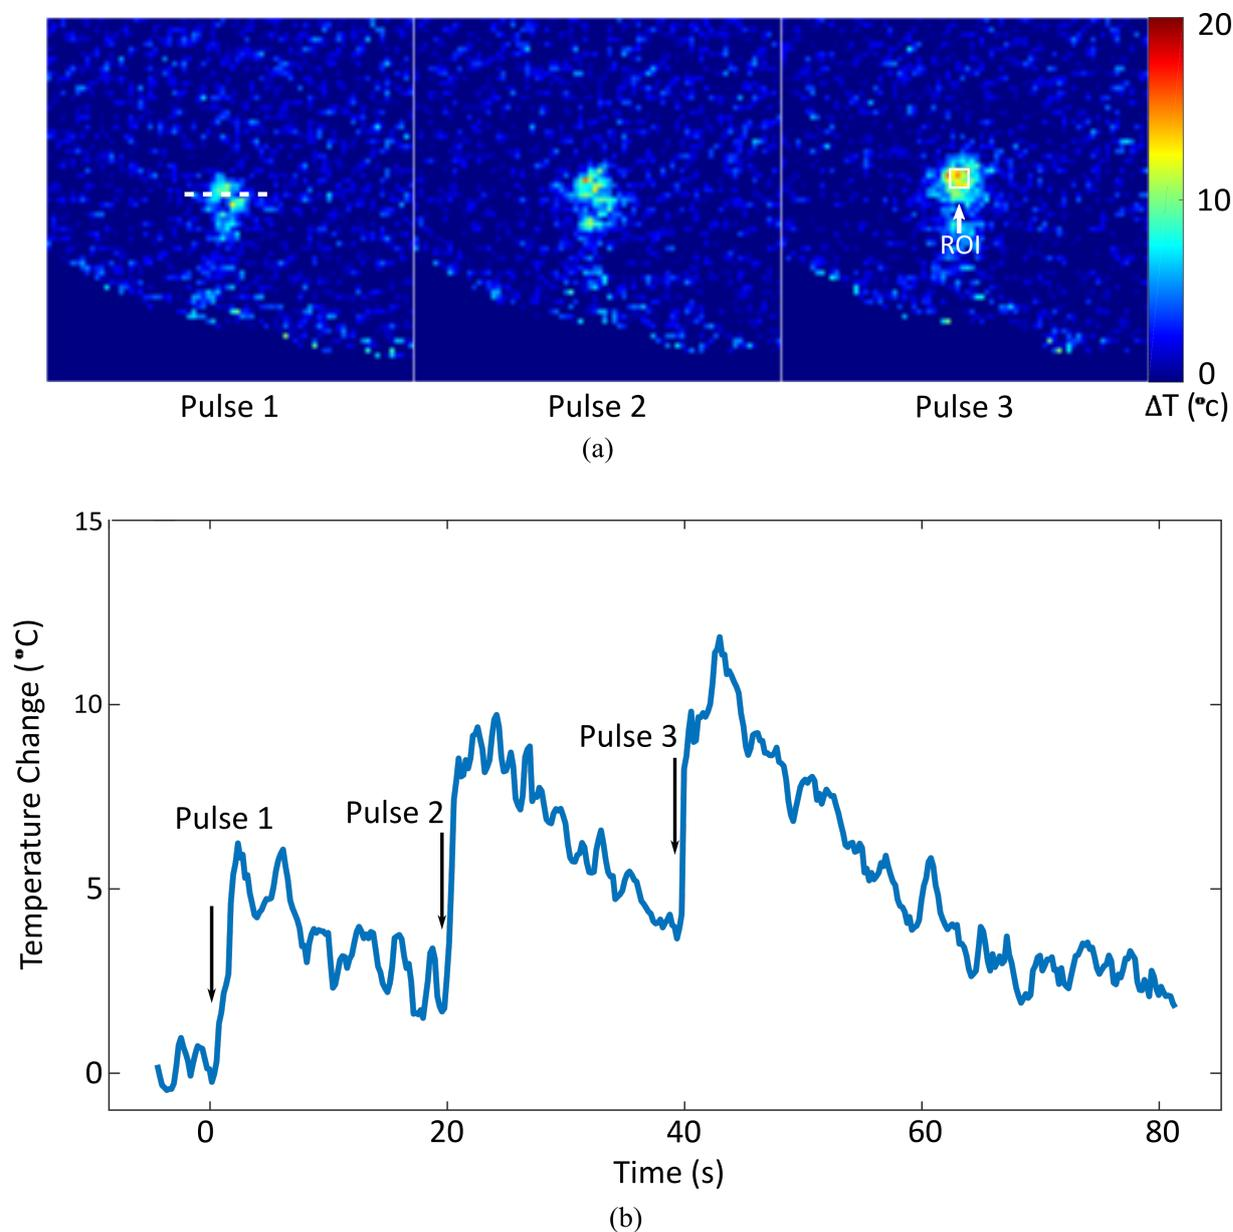 20
10
ROI
0
Pulse 1 Pulse 2 Pulse 3 ΔT (°c)
(a)
15
10
5
0
Temperature Change (°C)
Pulse 1
Pulse 2
Pulse 3
0 20 40 60 80
Time (s)
(b)